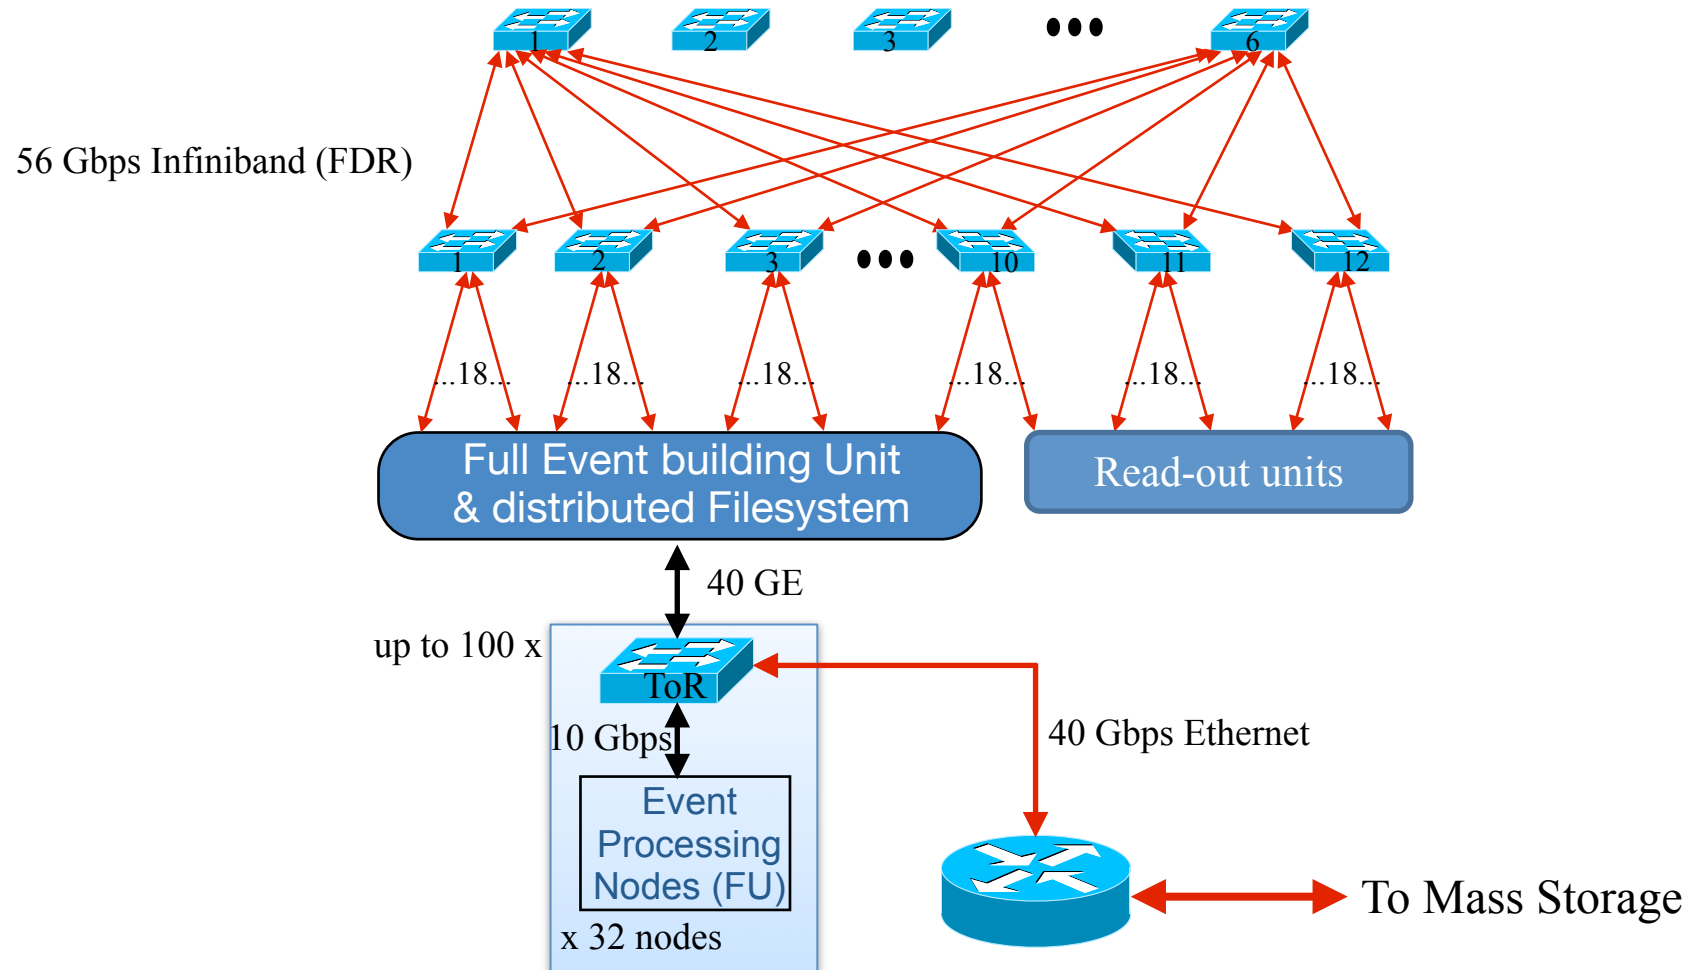 1
2
3
•••
6
56 Gbps Infiniband (FDR)
1
2
3
•••
10
11
12
...18...
...18...
...18...
...18...
...18...
...18...
Full Event building Unit
& distributed Filesystem
Read-out units
40 GE
up to 100 x
ToR
10 Gbps
40 Gbps Ethernet
Event
Processing
Nodes (FU)
x 32 nodes
To Mass Storage